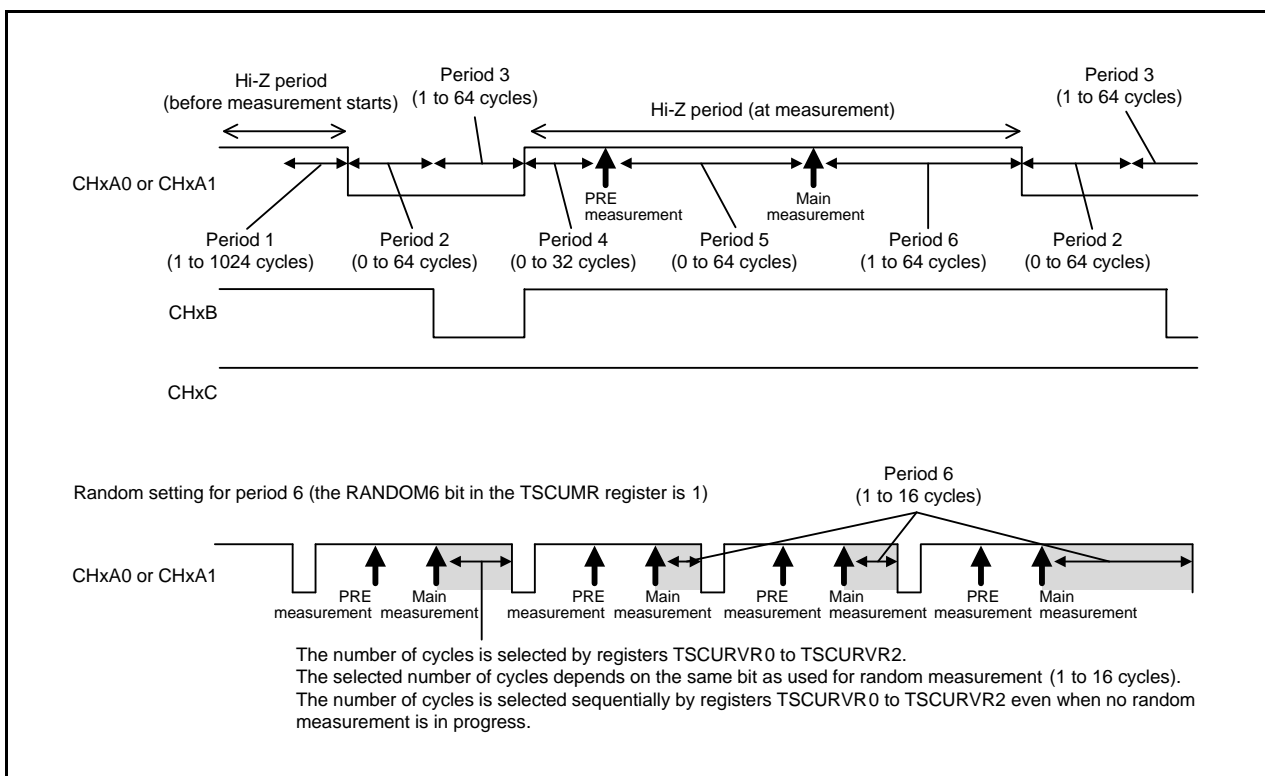 Hi-Z period
(before measurement starts)
Period 3
(1 to 64 cycles)
Hi-Z period (at measurement)
Period 3
(1 to 64 cycles)
CHxA0 or CHxA1
PRE
measurement
Main
measurement
Period 1
(1 to 1024 cycles)
Period 2
(0 to 64 cycles)
Period 4
(0 to 32 cycles)
Period 5
(0 to 64 cycles)
Period 6
(1 to 64 cycles)
Period 2
(0 to 64 cycles)
CHxB
CHxC
Random setting for period 6 (the RANDOM6 bit in the TSCUMR register is 1)
Period 6
(1 to 16 cycles)
CHxA0 or CHxA1
PRE
measurement
Main
measurement
PRE
measurement
Main
measurement
PRE
measurement
Main
measurement
PRE
measurement
Main
measurement
The number of cycles is selected by registers TSCURVR0 to TSCURVR2.
The selected number of cycles depends on the same bit as used for random measurement (1 to 16 cycles).
The number of cycles is selected sequentially by registers TSCURVR0 to TSCURVR2 even when no random
measurement is in progress.